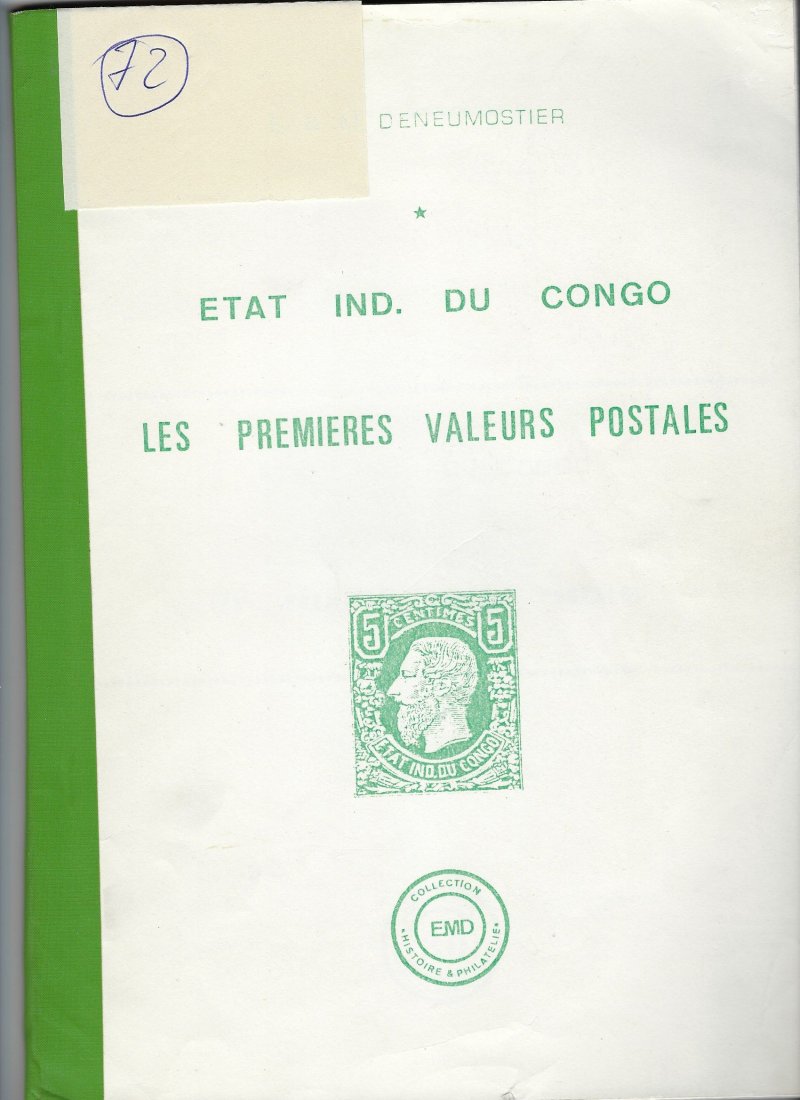 72
DENEUMOSTIER
ETAT IND. DU CONGO
LES PREMIERES VALEURS POSTALES
5 CENTIMES 5
ETAT IND. DU CONGO
COLLECTION
EMD
«HISTOIRE & PHILATELIE»